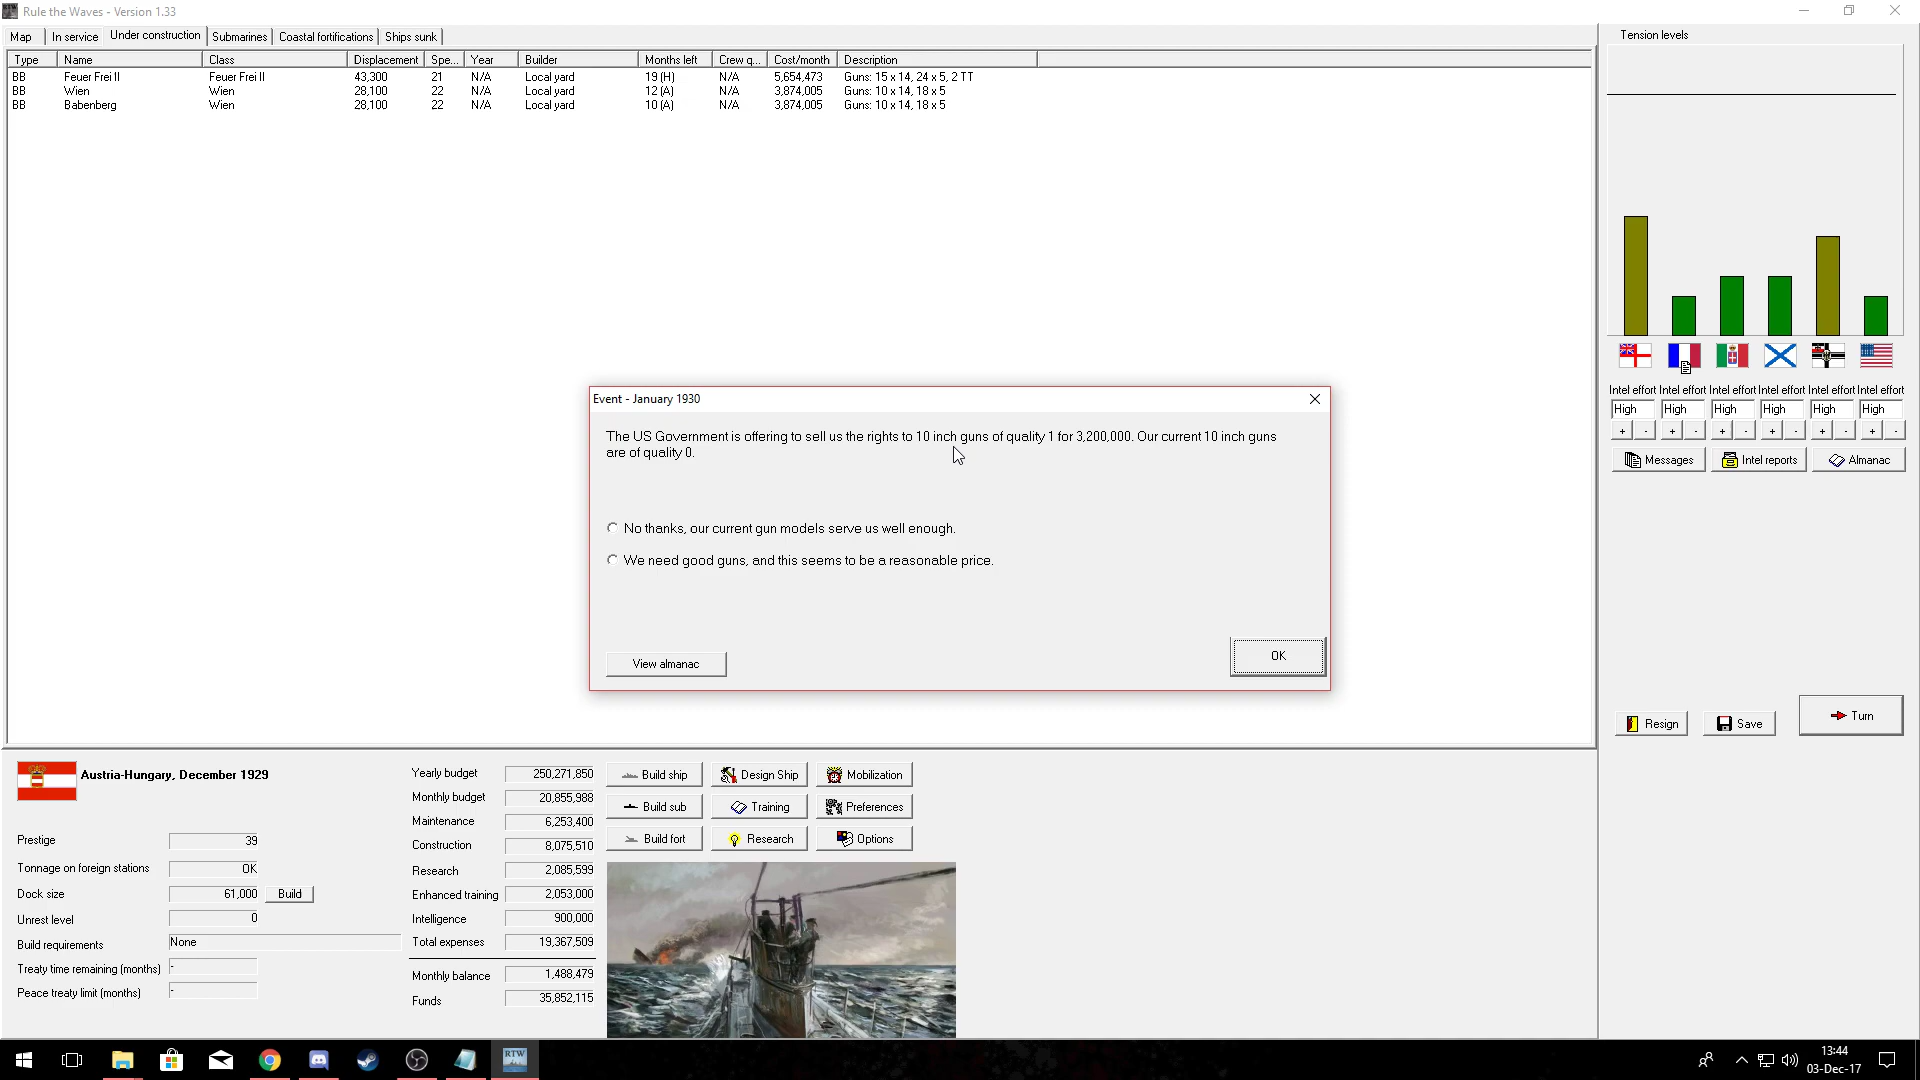 Rule the Waves - Version 1.33
Map In service Under construction Submarines Coastal fortifications Ships sunk
Type Name Class Displacement Spe... Year Builder Months left Crew q... Cost/month Description
BB Feuer Frei II Feuer Frei II 43,300 21 N/A Local yard 19 (H) N/A 5,654,473 Guns: 15 x 14, 24 x 5, 2 TT
BB Wien Wien 28,100 22 N/A Local yard 12 (A) N/A 3,874,005 Guns: 10 x 14, 18 x 5
BB Babenberg Wien 28,100 22 N/A Local yard 10 (A) N/A 3,874,005 Guns: 10 x 14, 18 x 5
Tension levels
Intel effort Intel effort Intel effort Intel effort Intel effort Intel effort
High High High High High High
+ - + - + - + - + - + -
Messages Intel reports Almanac
Event - January 1930
The US Government is offering to sell us the rights to 10 inch guns of quality 1 for 3,200,000. Our current 10 inch guns
are of quality 0.
No thanks, our current gun models serve us well enough.
We need good guns, and this seems to be a reasonable price.
View almanac
OK
Resign Save Turn
Austria-Hungary, December 1929
Prestige 39
Tonnage on foreign stations OK
Dock size 61,000 Build
Unrest level 0
Build requirements None
Treaty time remaining (months) -
Peace treaty limit (months) -
Yearly budget 250,271,850
Monthly budget 20,855,988
Maintenance 6,253,400
Construction 8,075,510
Research 2,085,599
Enhanced training 2,053,000
Intelligence 900,000
Total expenses 19,367,509
Monthly balance 1,488,479
Funds 35,852,115
Build ship Design Ship Mobilization
Build sub Training Preferences
Build fort Research Options
RTW
13:44
03-Dec-17